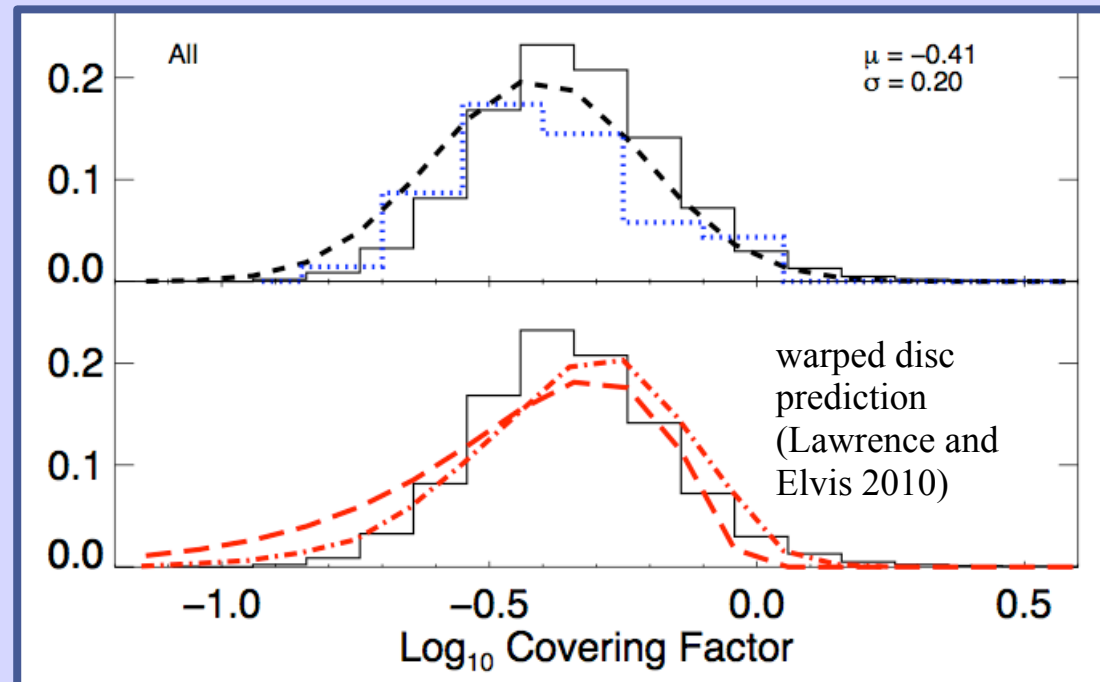 All
μ = −0.41
σ = 0.20
0.2
0.1
0.0
warped disc
prediction
(Lawrence and
Elvis 2010)
0.2
0.1
0.0
−1.0
−0.5
0.0
0.5
Log₁₀ Covering Factor